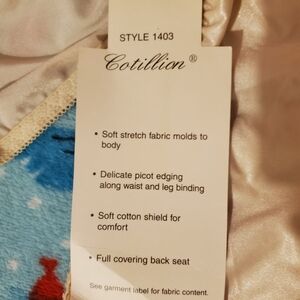 STYLE 1403
Cotillion®
• Soft stretch fabric molds to
body
• Delicate picot edging
along waist and leg binding
• Soft cotton shield for
comfort
• Full covering back seat
See garment label for fabric content.